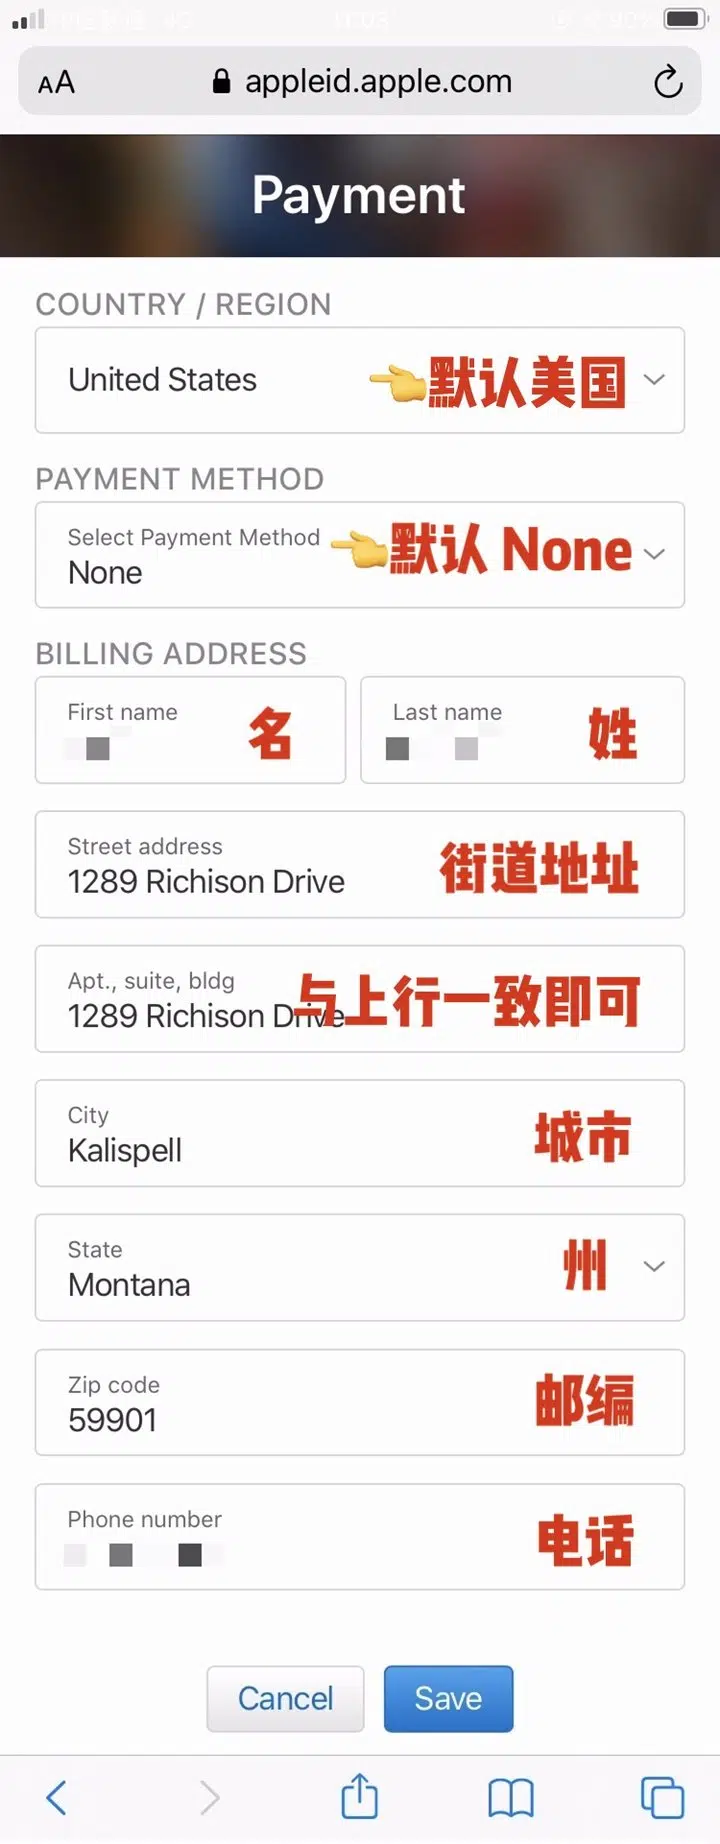 AA appleid.apple.com
Payment
COUNTRY / REGION
United States 默认美国
PAYMENT METHOD
Select Payment Method
None 默认 None
BILLING ADDRESS
First name 名
Last name 姓
Street address
1289 Richison Drive 街道地址
Apt., suite, bldg
1289 Richison Drive 与上行一致即可
City
Kalispell 城市
State
Montana 州
Zip code
59901 邮编
Phone number 电话
Cancel Save